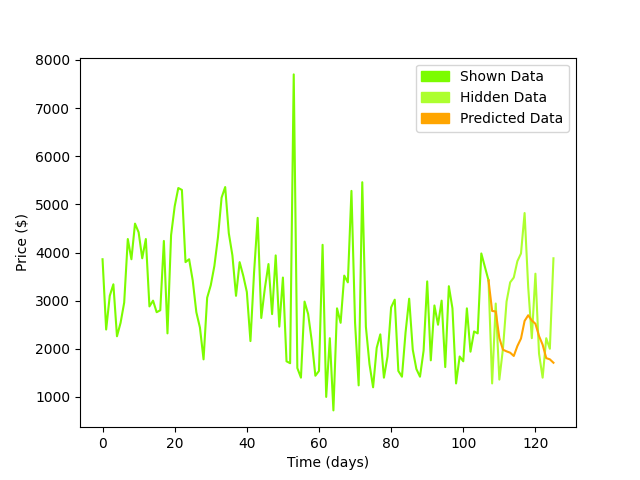 8000
7000
6000
5000
4000
3000
2000
1000
Price ($)
Shown Data
Hidden Data
Predicted Data
0 20 40 60 80 100 120
Time (days)